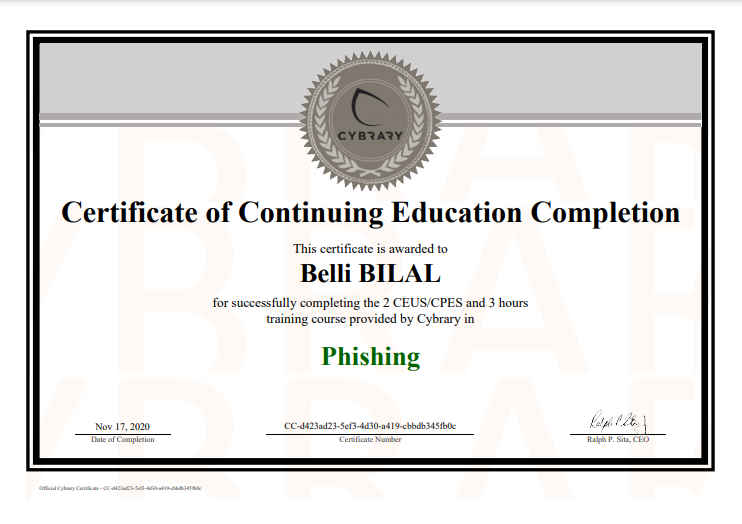 CYBRARY
Certificate of Continuing Education Completion
This certificate is awarded to
Belli BILAL
for successfully completing the 2 CEUS/CPES and 3 hours
training course provided by Cybrary in
Phishing
Nov 17, 2020
Date of Completion
CC-d423ad23-5ef3-4d30-a419-cbbdb345fb0c
Certificate Number
Ralph P. Sita
Ralph P. Sita, CEO
Official Cybrary Certificate - CC-d423ad23-5ef3-4d30-a419-cbbdb345fb0c